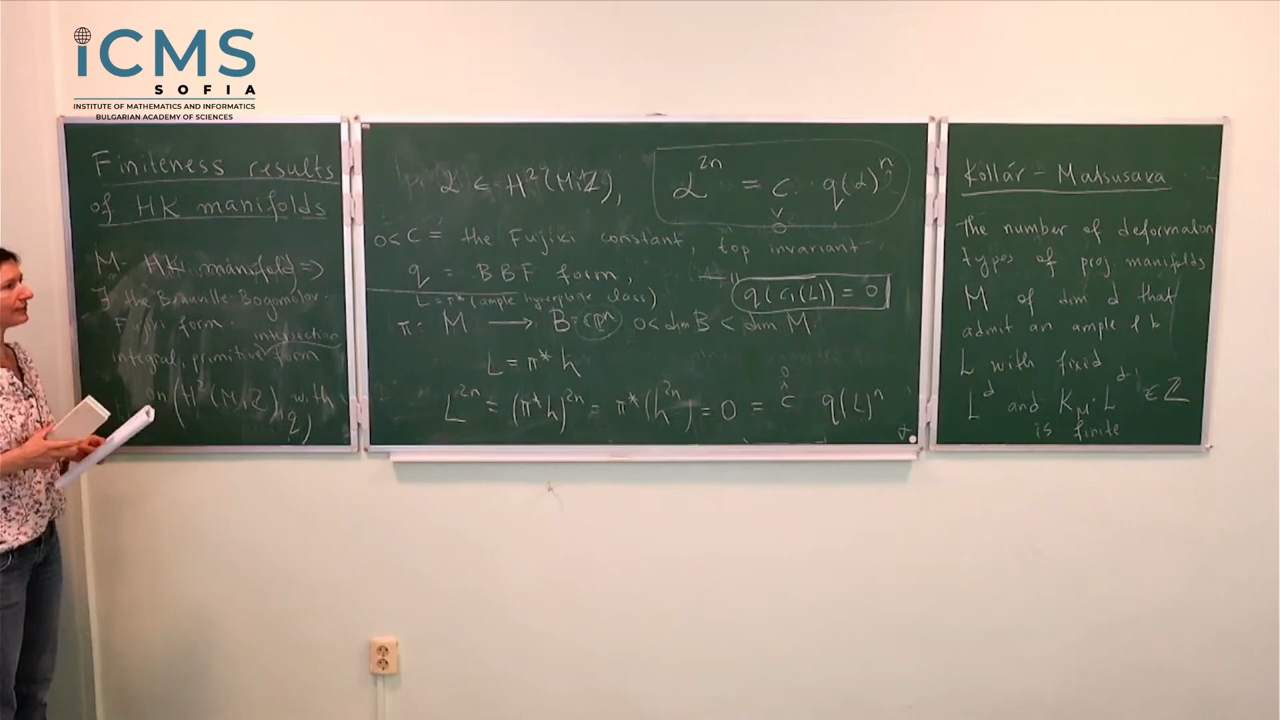 iCMS
SOFIA
INSTITUTE OF MATHEMATICS AND INFORMATICS
BULGARIAN ACADEMY OF SCIENCES
Finiteness results
of HK manifolds
M - HK manifold =>
∃ the Beauville-Bogomolov-
Fujiki form -
intersection
integral, primitive form
on (H²(M,Z), with
α ∈ H²(M,Z),
α²ⁿ = c q(α)ⁿ
v
0
0 < c = the Fujiki constant, top invariant
q = BBF form,
q(c₁(L)) = 0
L = π*(ample hyperplane class)
π: M → B = CPⁿ 0 < dim B < dim M.
L = π* h
0
^
L²ⁿ = (π*h)²ⁿ = π*(h²ⁿ) = 0 = c q(L)ⁿ
Kollár - Matsusaka
The number of deformation
types of proj. manifolds
M of dim d that
admit an ample l b
L with fixed
L^d and K_M · L^{d-1} ∈ Z
is finite